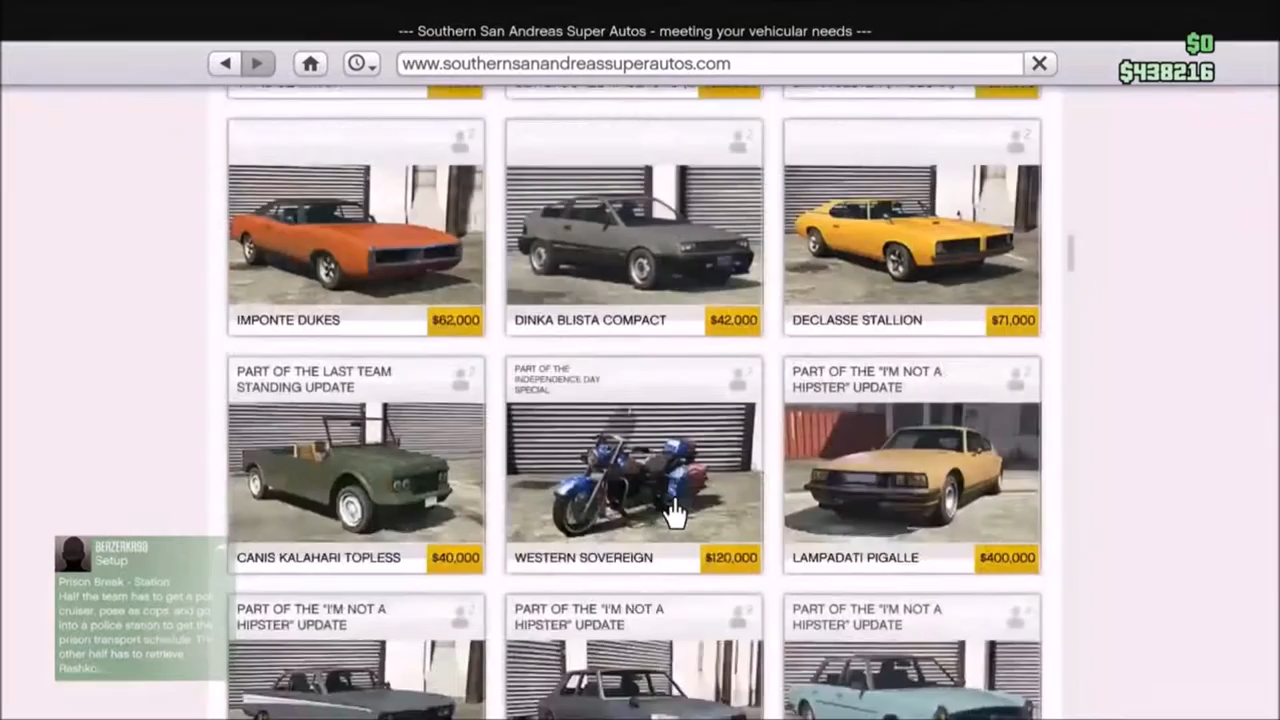 --- Southern San Andreas Super Autos - meeting your vehicular needs ---
$0
www.southernsanandreassuperautos.com
$438216
2
2
2
IMPONTE DUKES
$62,000
DINKA BLISTA COMPACT
$42,000
DECLASSE STALLION
$71,000
PART OF THE LAST TEAM
STANDING UPDATE
PART OF THE
INDEPENDENCE DAY
SPECIAL
PART OF THE "I'M NOT A
HIPSTER" UPDATE
CANIS KALAHARI TOPLESS
$40,000
WESTERN SOVEREIGN
$120,000
LAMPADATI PIGALLE
$400,000
Setup
Prison Break - Station
Half the team has to get a
cruiser, pose as cops and go
into a police station to get the
prison transport schedule.
other half has to retrieve
Rashko...
PART OF THE "I'M NOT A
HIPSTER" UPDATE
PART OF THE "I'M NOT A
HIPSTER" UPDATE
PART OF THE "I'M NOT A
HIPSTER" UPDATE